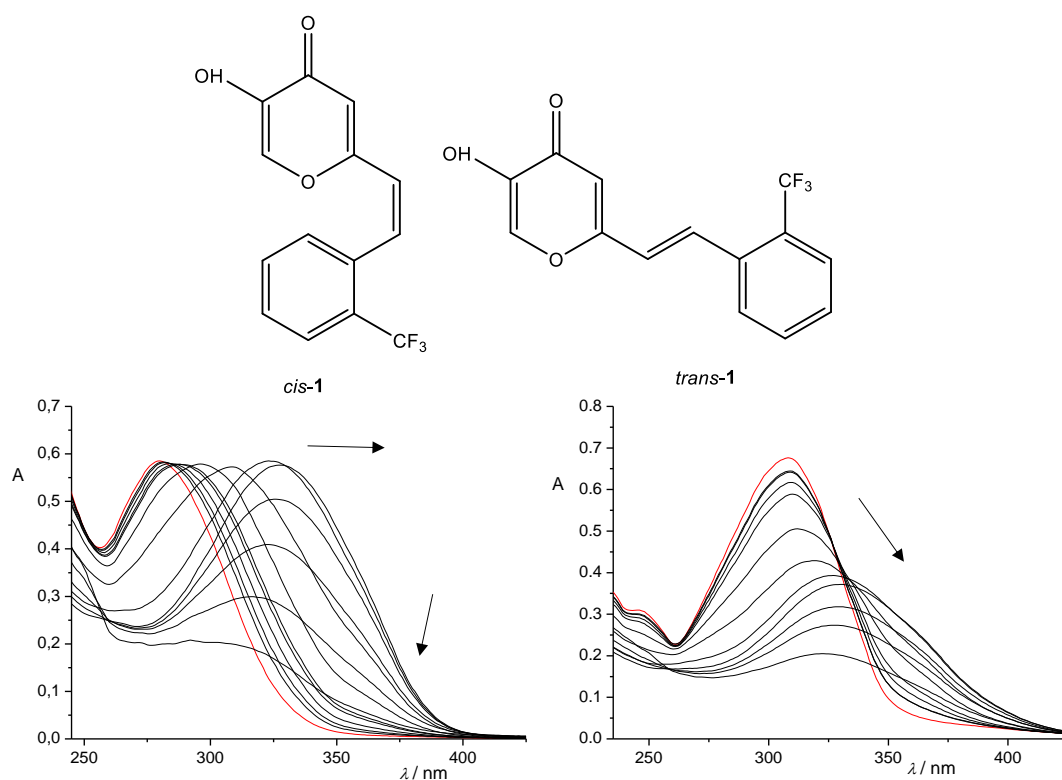 O
OH
O
CF₃
cis-1
O
OH
O
CF₃
trans-1
0,7
0,6
0,5
0,4
0,3
0,2
0,1
0,0
A
250
300
350
400
λ / nm
0.8
0.7
0.6
0.5
0.4
0.3
0.2
0.1
0.0
A
250
300
350
400
λ / nm